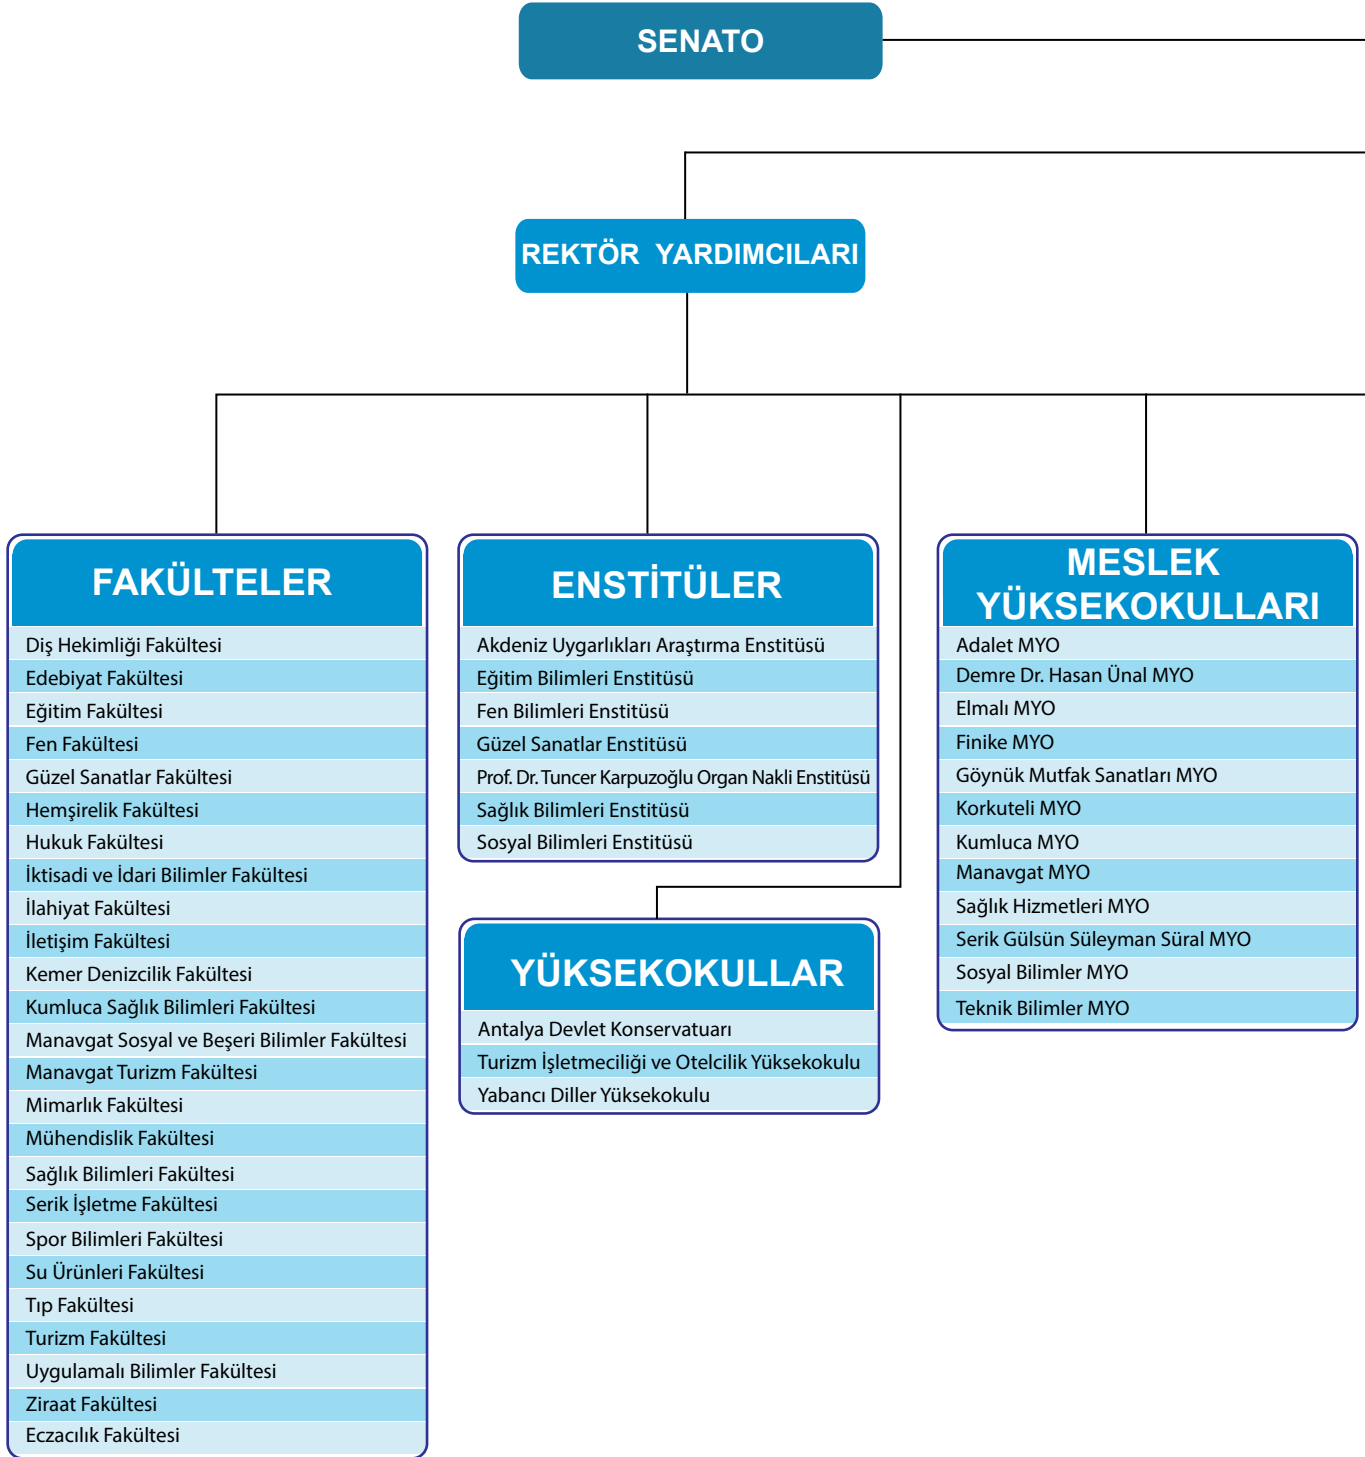 SENATO
REKTÖR YARDIMCILARI
FAKÜLTELER
Diş Hekimliği Fakültesi
Edebiyat Fakültesi
Eğitim Fakültesi
Fen Fakültesi
Güzel Sanatlar Fakültesi
Hemşirelik Fakültesi
Hukuk Fakültesi
İktisadi ve İdari Bilimler Fakültesi
İlahiyat Fakültesi
İletişim Fakültesi
Kemer Denizcilik Fakültesi
Kumluca Sağlık Bilimleri Fakültesi
Manavgat Sosyal ve Beşeri Bilimler Fakültesi
Manavgat Turizm Fakültesi
Mimarlık Fakültesi
Mühendislik Fakültesi
Sağlık Bilimleri Fakültesi
Serik İşletme Fakültesi
Spor Bilimleri Fakültesi
Su Ürünleri Fakültesi
Tıp Fakültesi
Turizm Fakültesi
Uygulamalı Bilimler Fakültesi
Ziraat Fakültesi
Eczacılık Fakültesi
ENSTİTÜLER
Akdeniz Uygarlıkları Araştırma Enstitüsü
Eğitim Bilimleri Enstitüsü
Fen Bilimleri Enstitüsü
Güzel Sanatlar Enstitüsü
Prof. Dr. Tuncer Karpuzoğlu Organ Nakli Enstitüsü
Sağlık Bilimleri Enstitüsü
Sosyal Bilimleri Enstitüsü
YÜKSEKOKULLAR
Antalya Devlet Konservatuarı
Turizm İşletmeciliği ve Otelcilik Yüksekokulu
Yabancı Diller Yüksekokulu
MESLEK
YÜKSEKOKULLARI
Adalet MYO
Demre Dr. Hasan Ünal MYO
Elmalı MYO
Finike MYO
Göynük Mutfak Sanatları MYO
Korkuteli MYO
Kumluca MYO
Manavgat MYO
Sağlık Hizmetleri MYO
Serik Gülsün Süleyman Süral MYO
Sosyal Bilimler MYO
Teknik Bilimler MYO